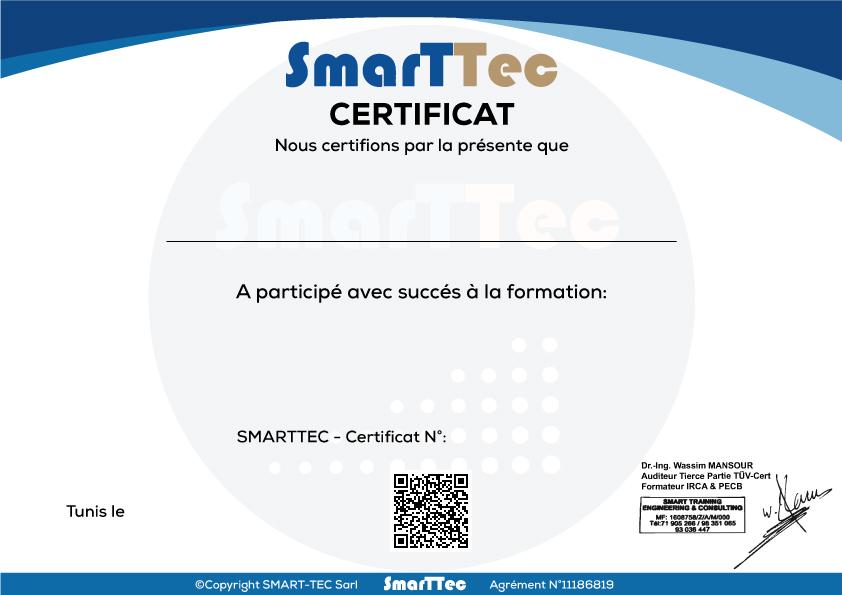 SmarTTec
CERTIFICAT
Nous certifions par la présente que
SmarTTec
A participé avec succés à la formation:
SMARTTEC - Certificat N°:
Dr.-Ing. Wassim MANSOUR
Auditeur Tierce Partie TÜV-Cert
Formateur IRCA & PECB
SMART TRAINING
ENGINEERING & CONSULTING
MF: 1608758/Z/A/M/000
Tél:71 905 266 / 98 351 065
93 036 447
Tunis le
©Copyright SMART-TEC Sarl SmarTTec Agrément N°11186819